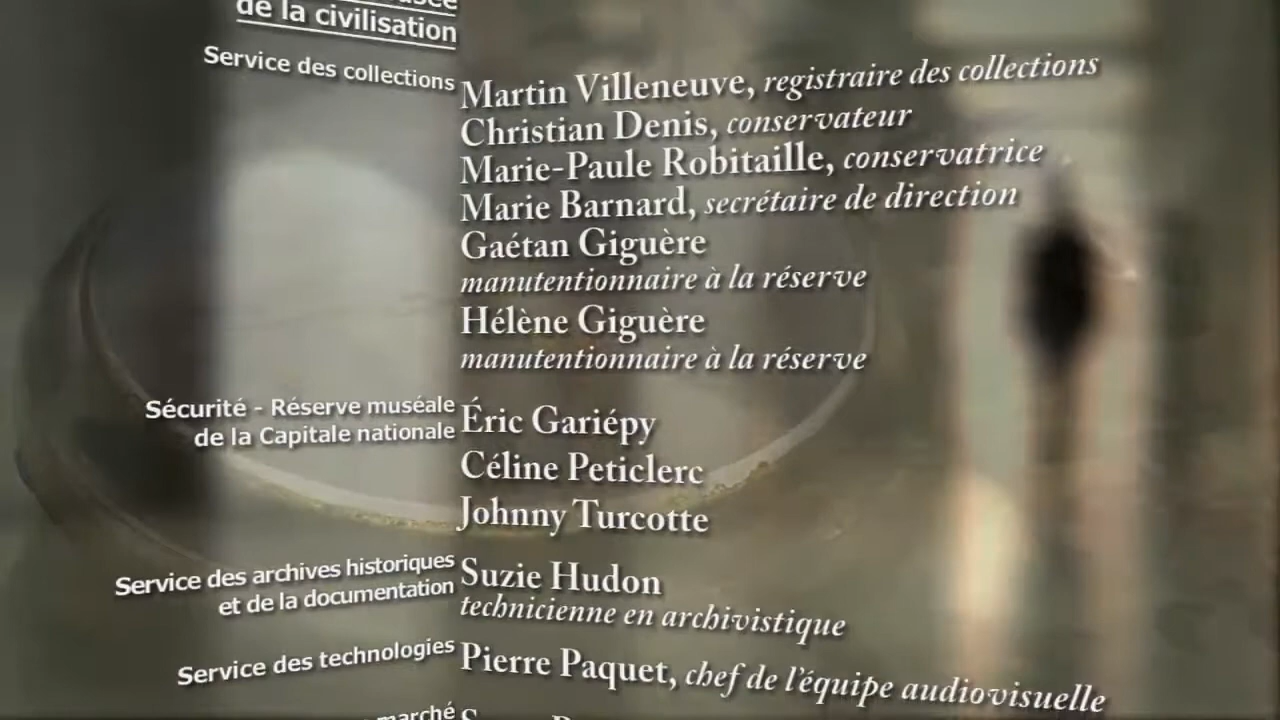 de la civilisation
Service des collections
Martin Villeneuve, registraire des collections
Christian Denis, conservateur
Marie-Paule Robitaille, conservatrice
Marie Barnard, secrétaire de direction
Gaétan Giguère
manutentionnaire à la réserve
Hélène Giguère
manutentionnaire à la réserve
Sécurité - Réserve muséale
de la Capitale nationale
Éric Gariépy
Céline Peticlerc
Johnny Turcotte
Service des archives historiques
et de la documentation
Suzie Hudon
technicienne en archivistique
Service des technologies
Pierre Paquet, chef de l'équipe audiovisuelle
marché